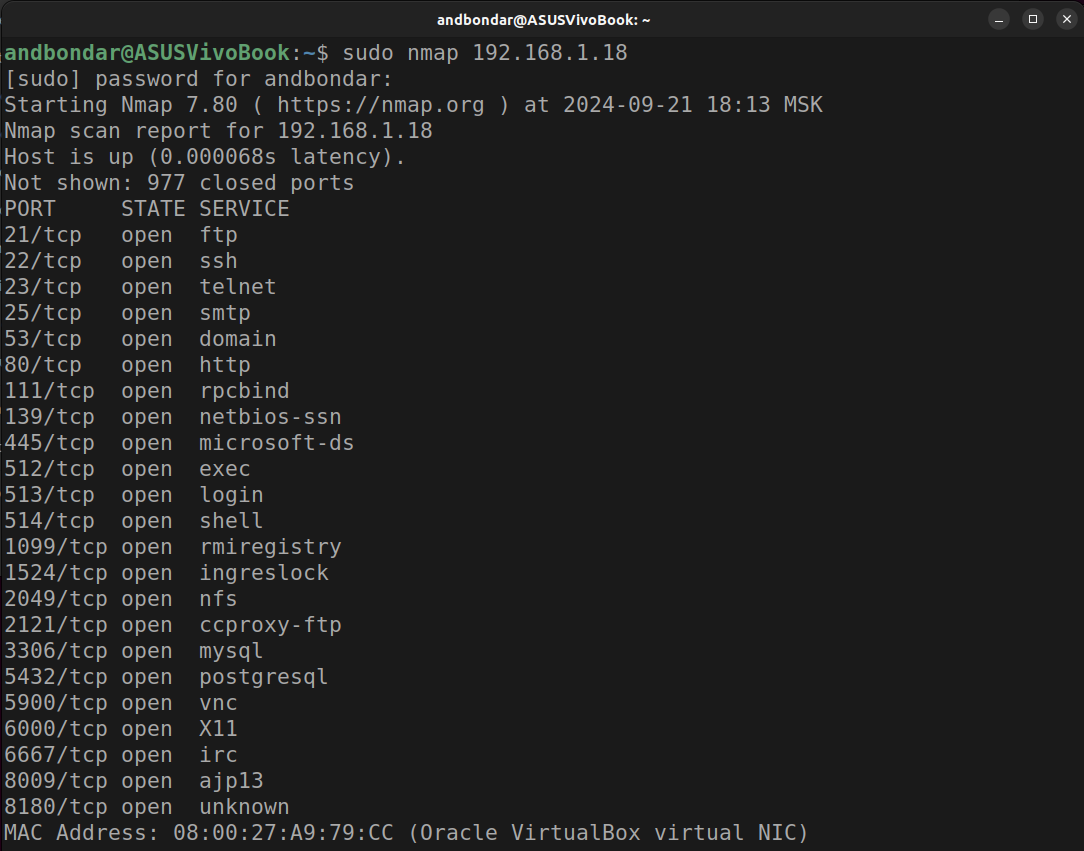 andbondar@ASUSVivoBook: ~
andbondar@ASUSVivoBook:~$ sudo nmap 192.168.1.18
[sudo] password for andbondar:
Starting Nmap 7.80 ( https://nmap.org ) at 2024-09-21 18:13 MSK
Nmap scan report for 192.168.1.18
Host is up (0.000068s latency).
Not shown: 977 closed ports
PORT     STATE SERVICE
21/tcp   open  ftp
22/tcp   open  ssh
23/tcp   open  telnet
25/tcp   open  smtp
53/tcp   open  domain
80/tcp   open  http
111/tcp  open  rpcbind
139/tcp  open  netbios-ssn
445/tcp  open  microsoft-ds
512/tcp  open  exec
513/tcp  open  login
514/tcp  open  shell
1099/tcp open  rmiregistry
1524/tcp open  ingreslock
2049/tcp open  nfs
2121/tcp open  ccproxy-ftp
3306/tcp open  mysql
5432/tcp open  postgresql
5900/tcp open  vnc
6000/tcp open  X11
6667/tcp open  irc
8009/tcp open  ajp13
8180/tcp open  unknown
MAC Address: 08:00:27:A9:79:CC (Oracle VirtualBox virtual NIC)